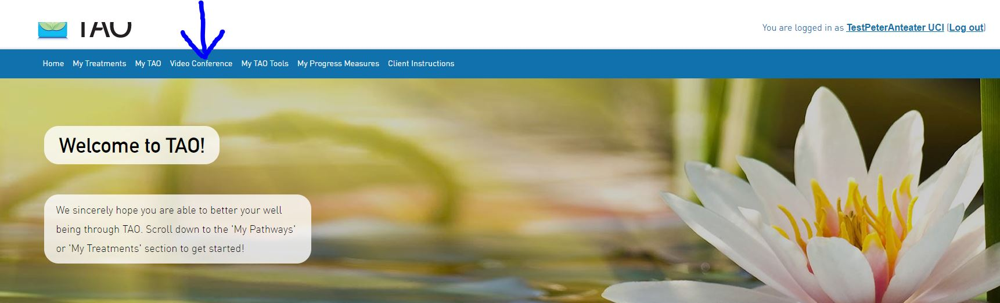 TAO
You are logged in as TestPeterAnteater UCI (Log out)
Home My Treatments My TAO Video Conference My TAO Tools My Progress Measures Client Instructions
Welcome to TAO!
We sincerely hope you are able to better your well
being through TAO. Scroll down to the 'My Pathways'
or 'My Treatments' section to get started!